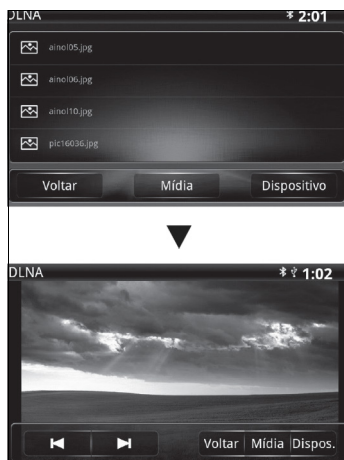 DLNA 2:01
ainol05.jpg
ainol06.jpg
ainol10.jpg
pic16036.jpg
Voltar Mídia Dispositivo
DLNA 1:02
Voltar Mídia Dispos.